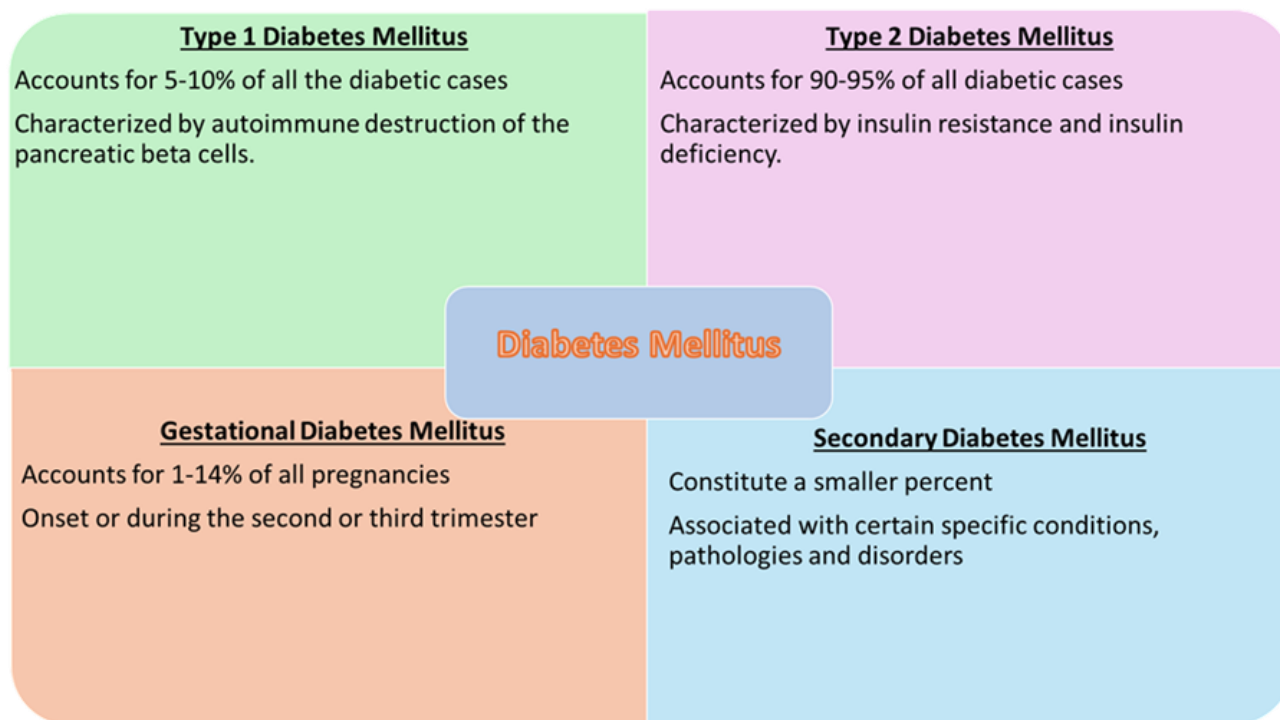 Type 1 Diabetes Mellitus
Accounts for 5-10% of all the diabetic cases
Characterized by autoimmune destruction of the
pancreatic beta cells.
Type 2 Diabetes Mellitus
Accounts for 90-95% of all diabetic cases
Characterized by insulin resistance and insulin
deficiency.
Diabetes Mellitus
Gestational Diabetes Mellitus
Accounts for 1-14% of all pregnancies
Onset or during the second or third trimester
Secondary Diabetes Mellitus
Constitute a smaller percent
Associated with certain specific conditions,
pathologies and disorders